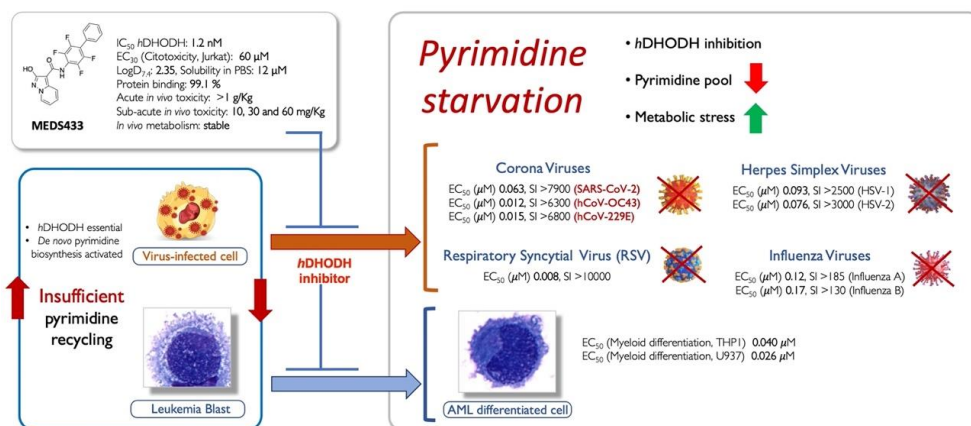 IC50 hDHODH: 1.2 nM
EC30 (Citotoxicity, Jurkat): 60 µM
LogD7.4: 2.35, Solubility in PBS: 12 µM
Protein binding: 99.1 %
Acute in vivo toxicity: >1 g/Kg
Sub-acute in vivo toxicity: 10, 30 and 60 mg/Kg
In vivo metabolism: stable
HO
O
N
H
F
F
F
F
N
N
MEDS433
• hDHODH essential
• De novo pyrimidine
biosynthesis activated
Virus-infected cell
Insufficient
pyrimidine
recycling
Leukemia Blast
hDHODH
inhibitor
Pyrimidine
starvation
• hDHODH inhibition
• Pyrimidine pool
• Metabolic stress
Corona Viruses
EC50 (µM) 0.063, SI >7900 (SARS-CoV-2)
EC50 (µM) 0.012, SI >6300 (hCoV-OC43)
EC50 (µM) 0.015, SI >6800 (hCoV-229E)
Herpes Simplex Viruses
EC50 (µM) 0.093, SI >2500 (HSV-1)
EC50 (µM) 0.076, SI >3000 (HSV-2)
Respiratory Syncytial Virus (RSV)
EC50 (µM) 0.008, SI >10000
Influenza Viruses
EC50 (µM) 0.12, SI >185 (Influenza A)
EC50 (µM) 0.17, SI >130 (Influenza B)
EC50 (Myeloid differentiation, THP1) 0.040 µM
EC50 (Myeloid differentiation, U937) 0.026 µM
AML differentiated cell